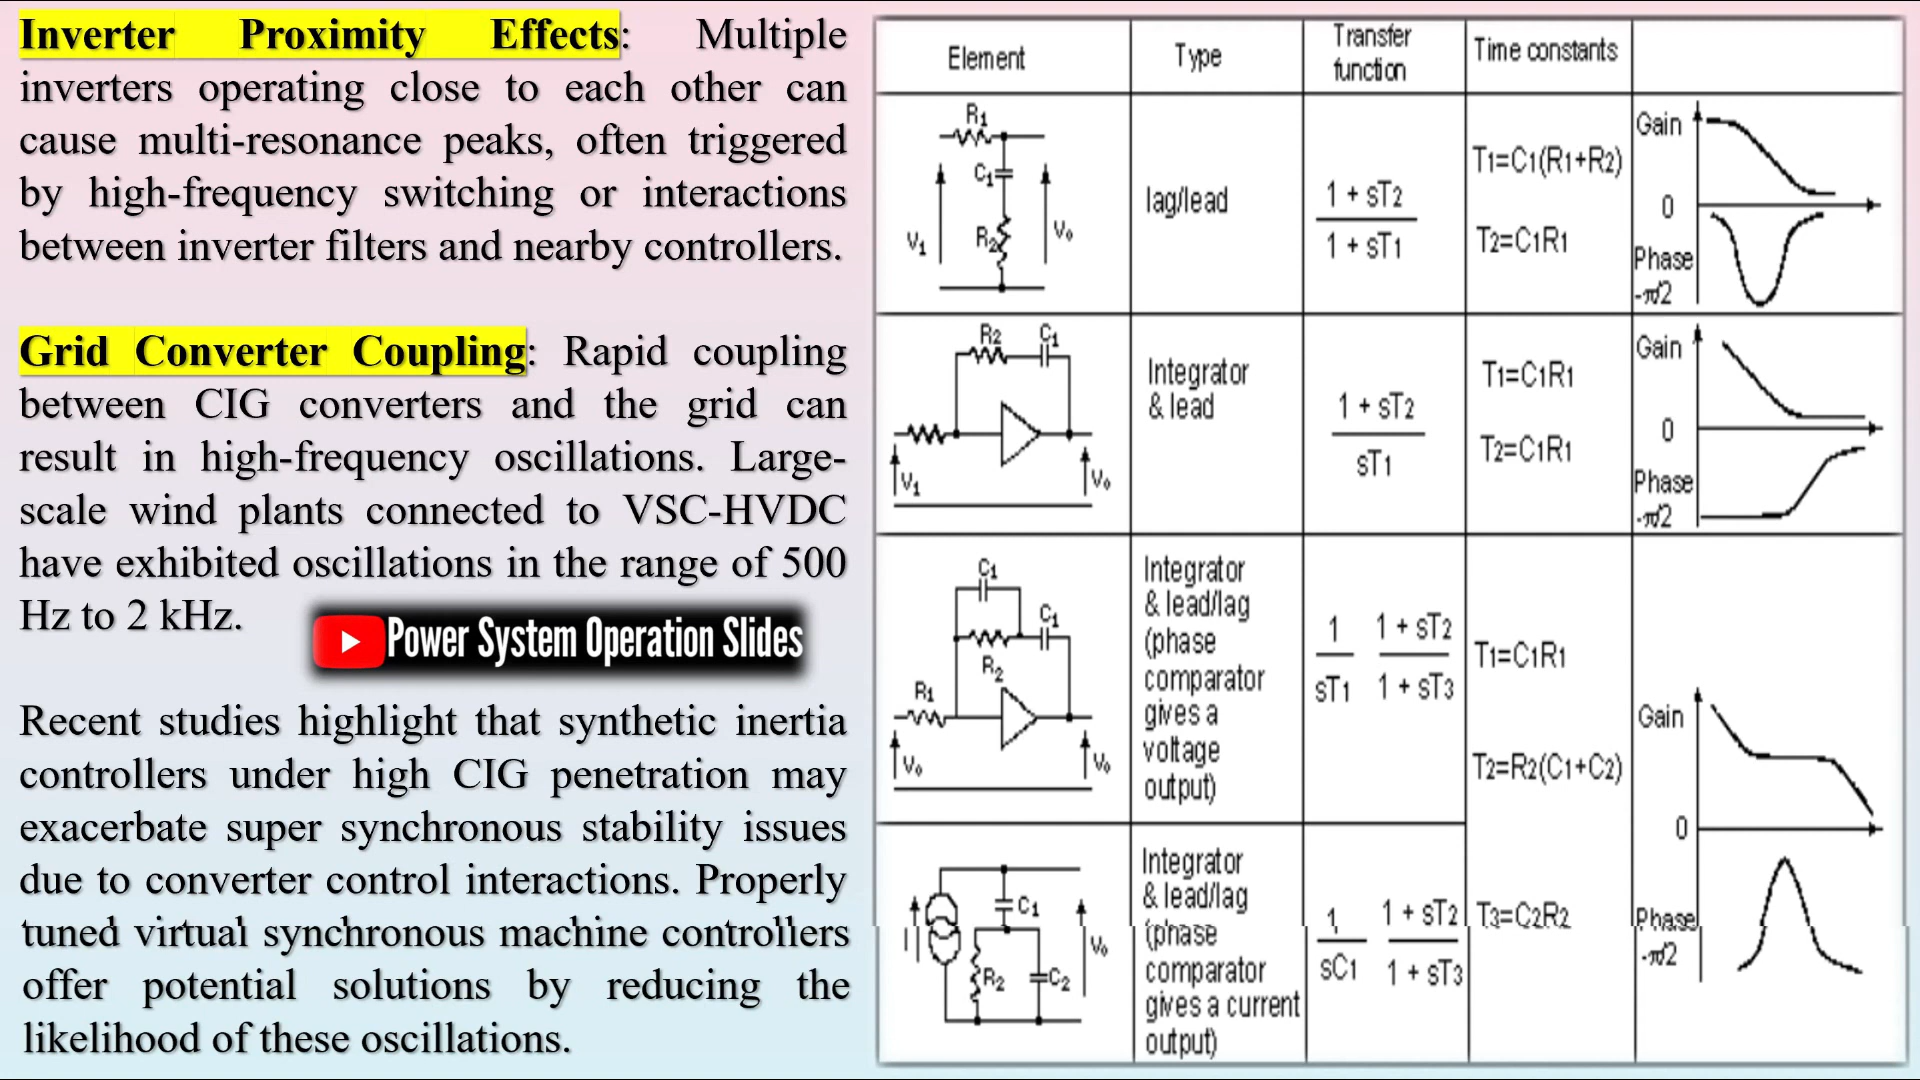 Inverter Proximity Effects: Multiple
inverters operating close to each other can
cause multi-resonance peaks, often triggered
by high-frequency switching or interactions
between inverter filters and nearby controllers.
Grid Converter Coupling: Rapid coupling
between CIG converters and the grid can
result in high-frequency oscillations. Large-
scale wind plants connected to VSC-HVDC
have exhibited oscillations in the range of 500
Hz to 2 kHz.
Power System Operation Slides
Recent studies highlight that synthetic inertia
controllers under high CIG penetration may
exacerbate super synchronous stability issues
due to converter control interactions. Properly
tuned virtual synchronous machine controllers
offer potential solutions by reducing the
likelihood of these oscillations.
Element
Type
Transfer
function
Time constants
R1
C1
R2
V1
V0
lag/lead
1 + sT2
1 + sT1
T1=C1(R1+R2)
T2=C1R1
Gain
0
Phase
-π/2
R2
C1
V1
V0
Integrator
& lead
1 + sT2
sT1
T1=C1R1
T2=C1R1
Gain
0
Phase
-π/2
C1
C1
R2
R1
V0
V0
Integrator
& lead/lag
(phase
comparator
gives a
voltage
output)
1 1 + sT2
sT1 1 + sT3
T1=C1R1
T2=R2(C1+C2)
Gain
0
C1
R2
C2
I
V0
Integrator
& lead/lag
(phase
comparator
gives a current
output)
1 1 + sT2
sC1 1 + sT3
T3=C2R2
Phase
-π/2